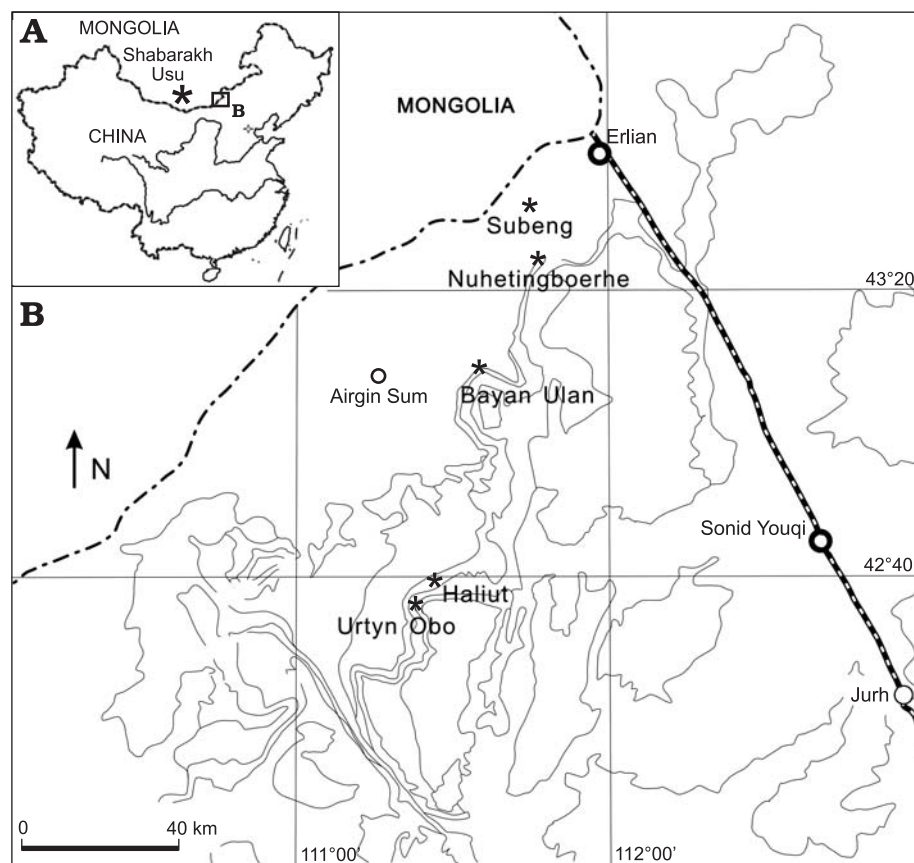 A
MONGOLIA
Shabarakh
Usu
B
CHINA
MONGOLIA
Erlian
Subeng
Nuhetingboerhe
43°20
B
Airgin Sum
Bayan Ulan
N
Sonid Youqi
42°40
Haliut
Urtyn Obo
Jurh
0
40 km
111°00'
112°00'